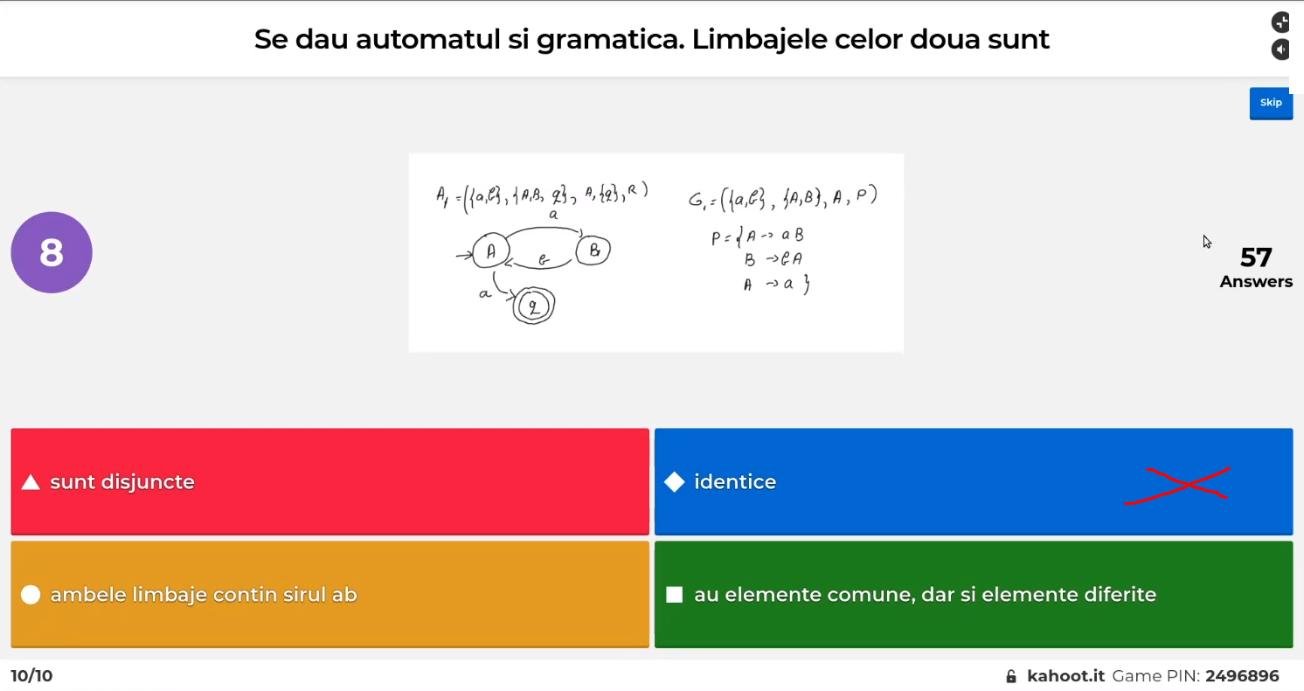 Se dau automatul si gramatica. Limbajele celor doua sunt
Skip
A₁ = ({a,b}, {A,B, q}, A, {q}, R)
G₁ = ({a,b}, {A,B}, A, P)
a
A
B
b
a
q
P = {A → aB
B → bA
A → a }
8
57
Answers
sunt disjuncte
identice
ambele limbaje contin sirul ab
au elemente comune, dar si elemente diferite
10/10
kahoot.it Game PIN: 2496896